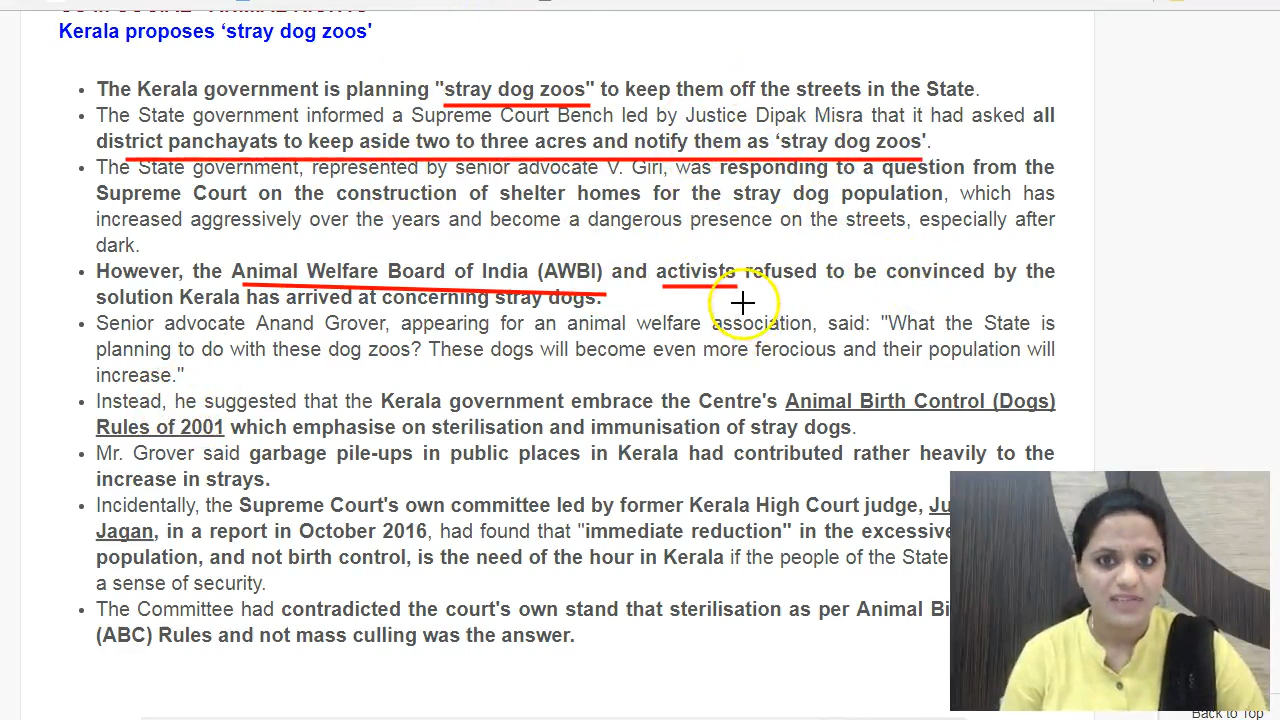 Kerala proposes ‘stray dog zoos'
• The Kerala government is planning "stray dog zoos" to keep them off the streets in the State.
• The State government informed a Supreme Court Bench led by Justice Dipak Misra that it had asked all
district panchayats to keep aside two to three acres and notify them as ‘stray dog zoos'.
• The State government, represented by senior advocate V. Giri, was responding to a question from the
Supreme Court on the construction of shelter homes for the stray dog population, which has
increased aggressively over the years and become a dangerous presence on the streets, especially after
dark.
• However, the Animal Welfare Board of India (AWBI) and activists refused to be convinced by the
solution Kerala has arrived at concerning stray dogs.
• Senior advocate Anand Grover, appearing for an animal welfare association, said: "What the State is
planning to do with these dog zoos? These dogs will become even more ferocious and their population will
increase."
• Instead, he suggested that the Kerala government embrace the Centre's Animal Birth Control (Dogs)
Rules of 2001 which emphasise on sterilisation and immunisation of stray dogs.
• Mr. Grover said garbage pile-ups in public places in Kerala had contributed rather heavily to the
increase in strays.
• Incidentally, the Supreme Court's own committee led by former Kerala High Court judge,
Jagan, in a report in October 2016, had found that "immediate reduction" in the excessive
population, and not birth control, is the need of the hour in Kerala if the people of the State
a sense of security.
• The Committee had contradicted the court's own stand that sterilisation as per Animal
(ABC) Rules and not mass culling was the answer.
Back to Top